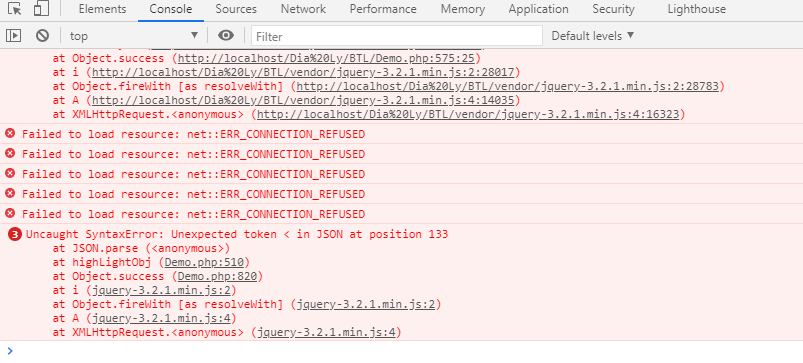 Elements Console Sources Network Performance Memory Application Security Lighthouse
top Filter Default levels
at Object.success (http://localhost/Dia%20Ly/BTL/Demo.php:575:25)
at i (http://localhost/Dia%20Ly/BTL/vendor/jquery-3.2.1.min.js:2:28017)
at Object.fireWith [as resolveWith] (http://localhost/Dia%20Ly/BTL/vendor/jquery-3.2.1.min.js:2:28783)
at A (http://localhost/Dia%20Ly/BTL/vendor/jquery-3.2.1.min.js:4:14035)
at XMLHttpRequest.<anonymous> (http://localhost/Dia%20Ly/BTL/vendor/jquery-3.2.1.min.js:4:16323)
Failed to load resource: net::ERR_CONNECTION_REFUSED
Failed to load resource: net::ERR_CONNECTION_REFUSED
Failed to load resource: net::ERR_CONNECTION_REFUSED
Failed to load resource: net::ERR_CONNECTION_REFUSED
Failed to load resource: net::ERR_CONNECTION_REFUSED
3 Uncaught SyntaxError: Unexpected token < in JSON at position 133
at JSON.parse (<anonymous>)
at highLightObj (Demo.php:510)
at Object.success (Demo.php:820)
at i (jquery-3.2.1.min.js:2)
at Object.fireWith [as resolveWith] (jquery-3.2.1.min.js:2)
at A (jquery-3.2.1.min.js:4)
at XMLHttpRequest.<anonymous> (jquery-3.2.1.min.js:4)